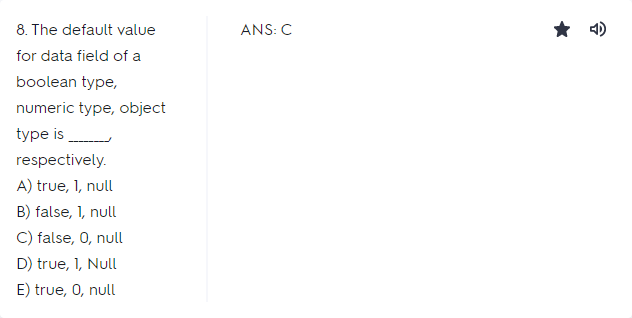 8. The default value
for data field of a
boolean type,
numeric type, object
type is ________,
respectively.
A) true, 1, null
B) false, 1, null
C) false, 0, null
D) true, 1, Null
E) true, 0, null
ANS: C